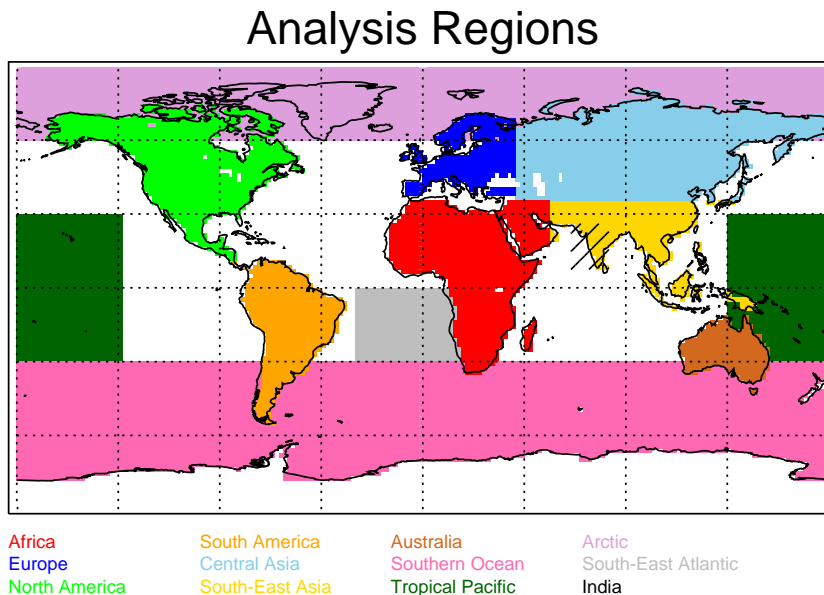 Analysis Regions
Africa South America Australia Arctic
Europe Central Asia Southern Ocean South-East Atlantic
North America South-East Asia Tropical Pacific India